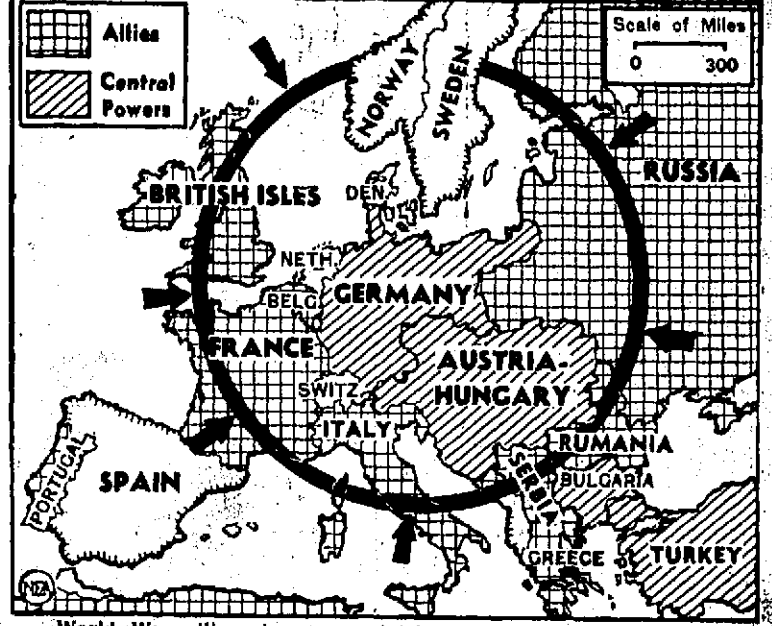 Allies
Central
Powers
Scale of Miles
0 300
NORWAY
SWEDEN
RUSSIA
BRITISH ISLES
DEN.
NETH.
BELG.
GERMANY
FRANCE
AUSTRIA-
HUNGARY
SWITZ.
ITALY
RUMANIA
SERBIA
BULGARIA
PORTUGAL
SPAIN
GREECE
TURKEY
NEA